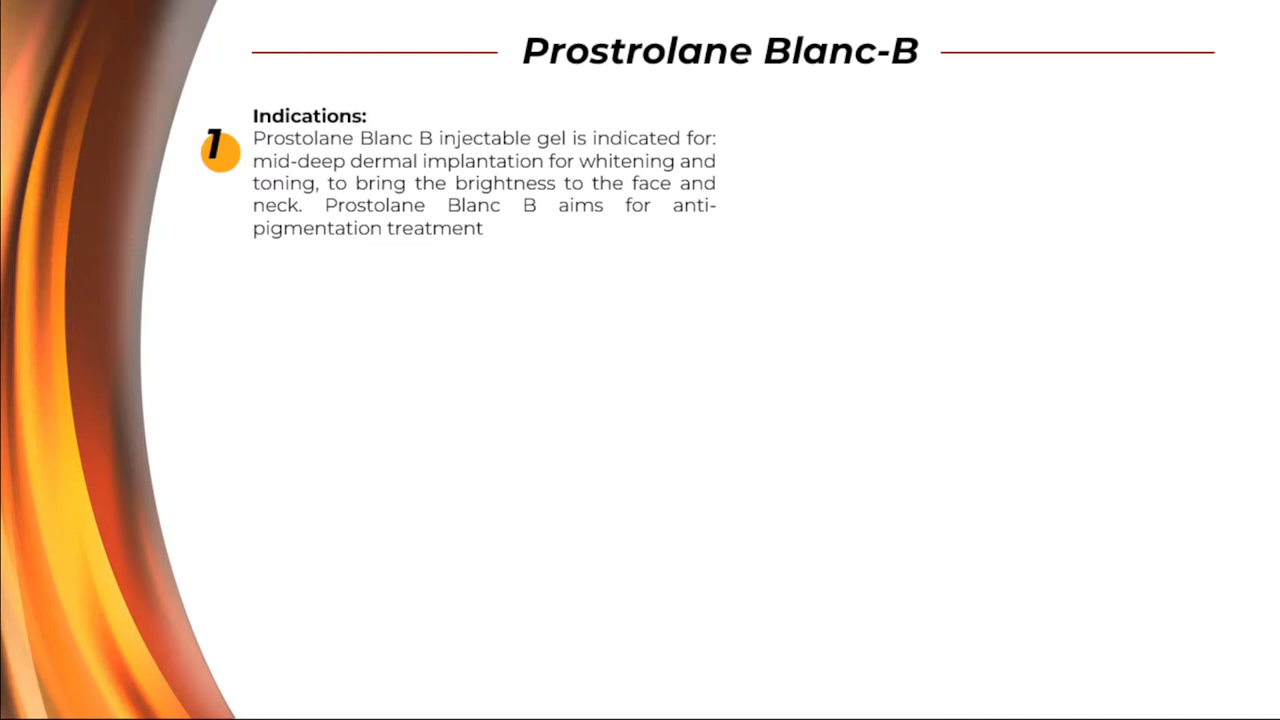 Prostrolane Blanc-B
Indications:
1
Prostolane Blanc B injectable gel is indicated for:
mid-deep dermal implantation for whitening and
toning, to bring the brightness to the face and
neck. Prostolane Blanc B aims for anti-
pigmentation treatment